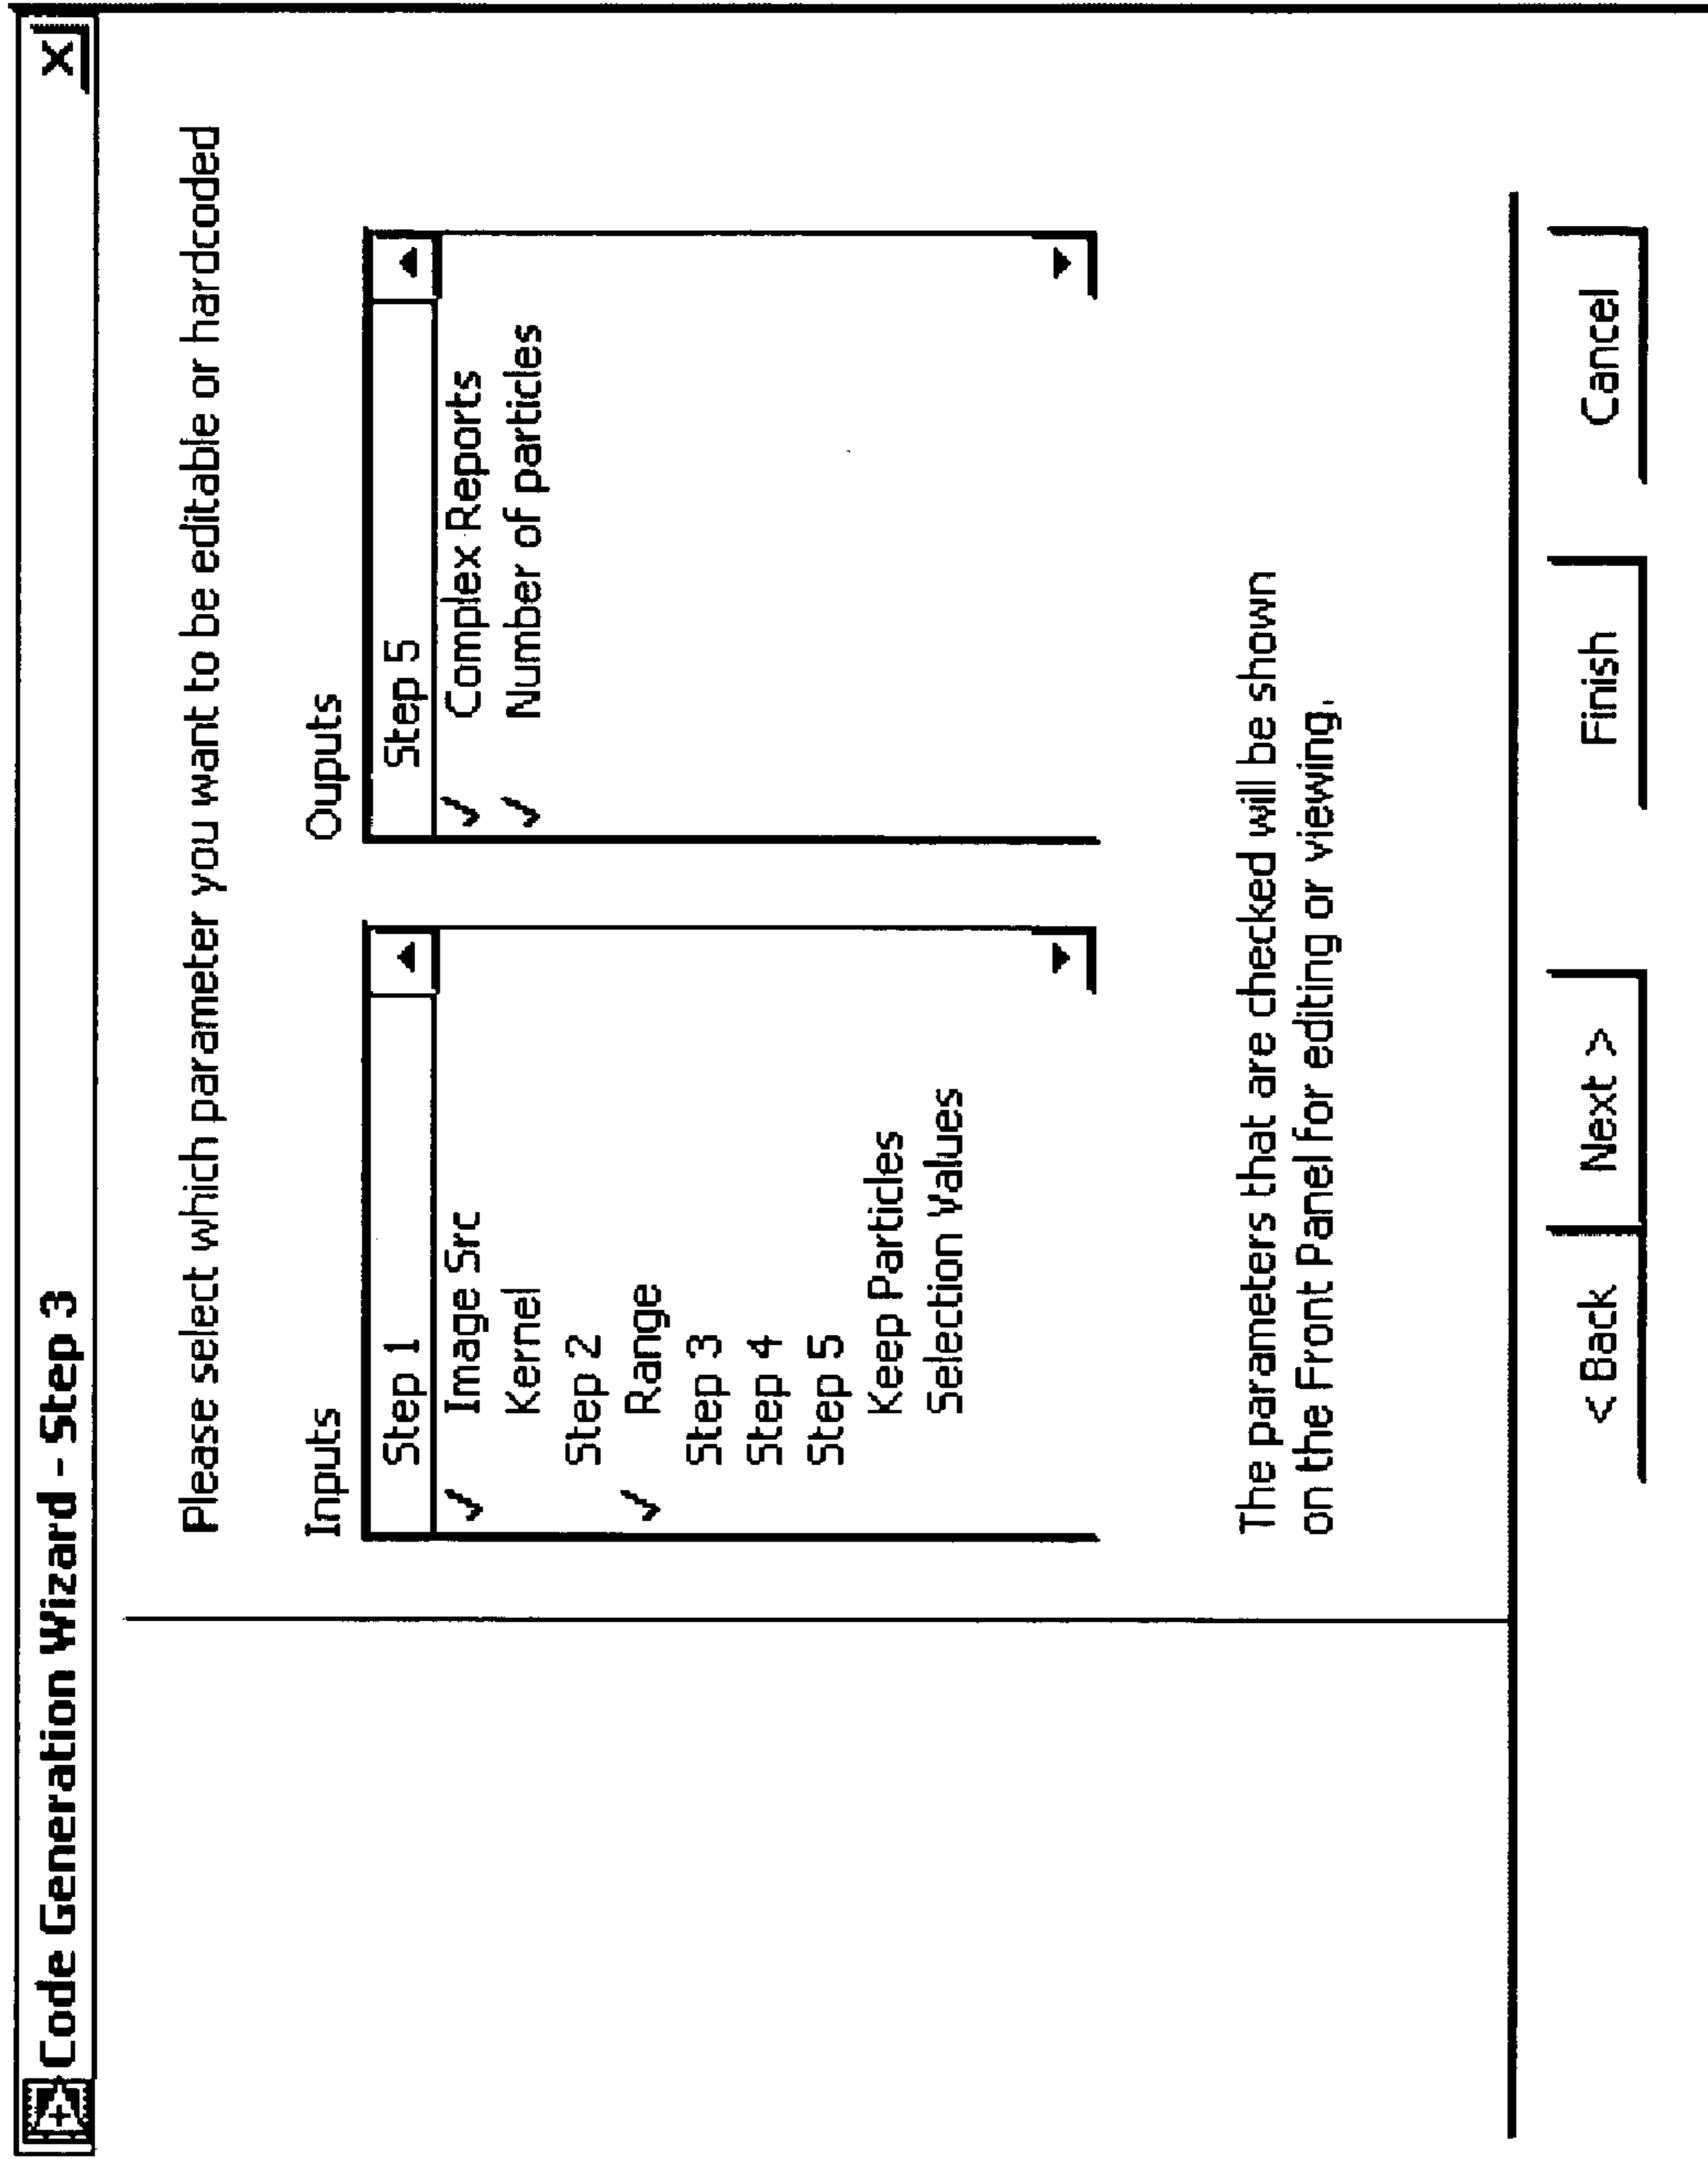 Code Generation Wizard - Step 3
X
Please select which parameter you want to be editable or hardcoded
Inputs
Step 1
✓ Image Src
Kernel
Step 2
✓ Range
Step 3
Step 4
Step 5
Keep Particles
Selection Values
Ouputs
Step 5
✓ Complex Reports
✓ Number of particles
The parameters that are checked will be shown
on the Front Panel for editing or viewing.
< Back
Next >
Finish
Cancel